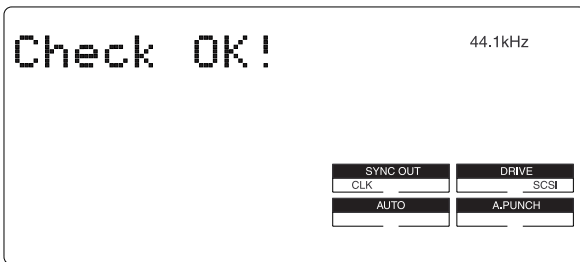 Check OK!
44.1kHz
SYNC OUT DRIVE
CLK SCSI
AUTO A.PUNCH